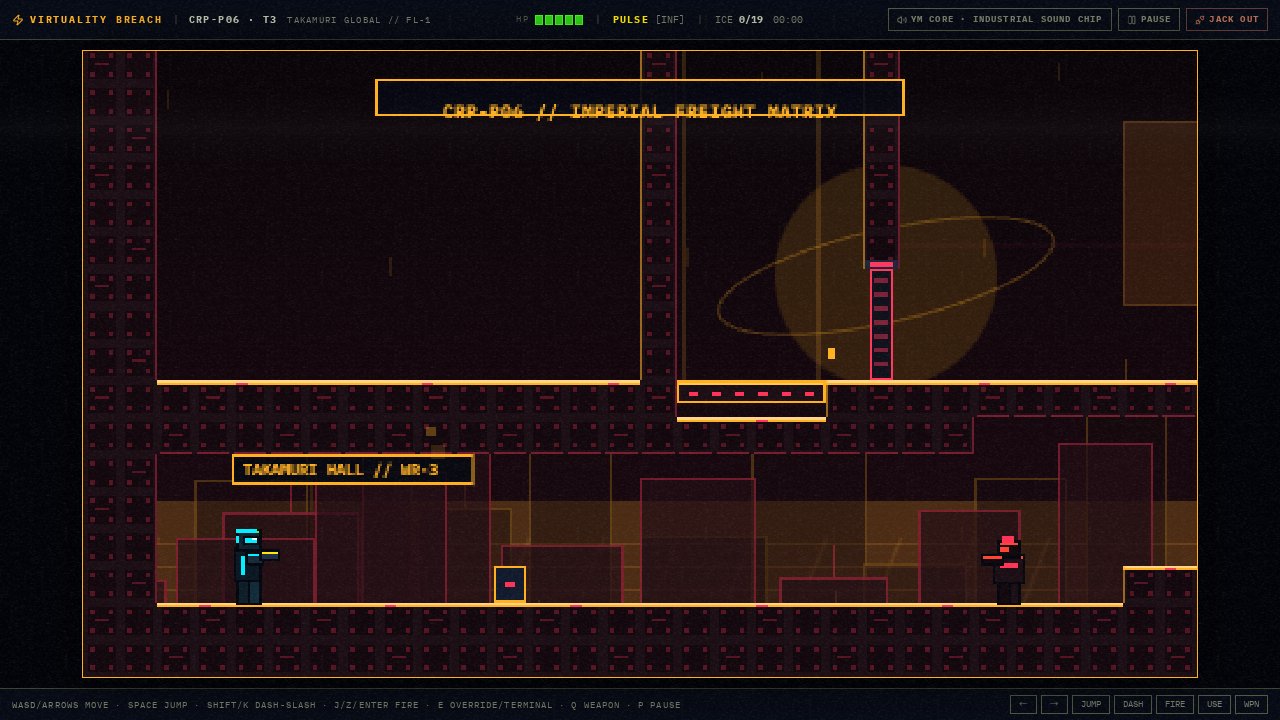 VIRTUALITY BREACH
CRP-P06 · T3
TAKAMURI GLOBAL // FL-1
HP
PULSE [INF]
ICE 0/19 00:00
YM CORE · INDUSTRIAL SOUND CHIP
PAUSE
JACK OUT
CRP-P06 // IMPERIAL FREIGHT MATRIX
TAKAMURI HALL // WR-3
WASD/ARROWS MOVE · SPACE JUMP · SHIFT/K DASH-SLASH · J/Z/ENTER FIRE · E OVERRIDE/TERMINAL · Q WEAPON · P PAUSE
← → JUMP DASH FIRE USE WPN